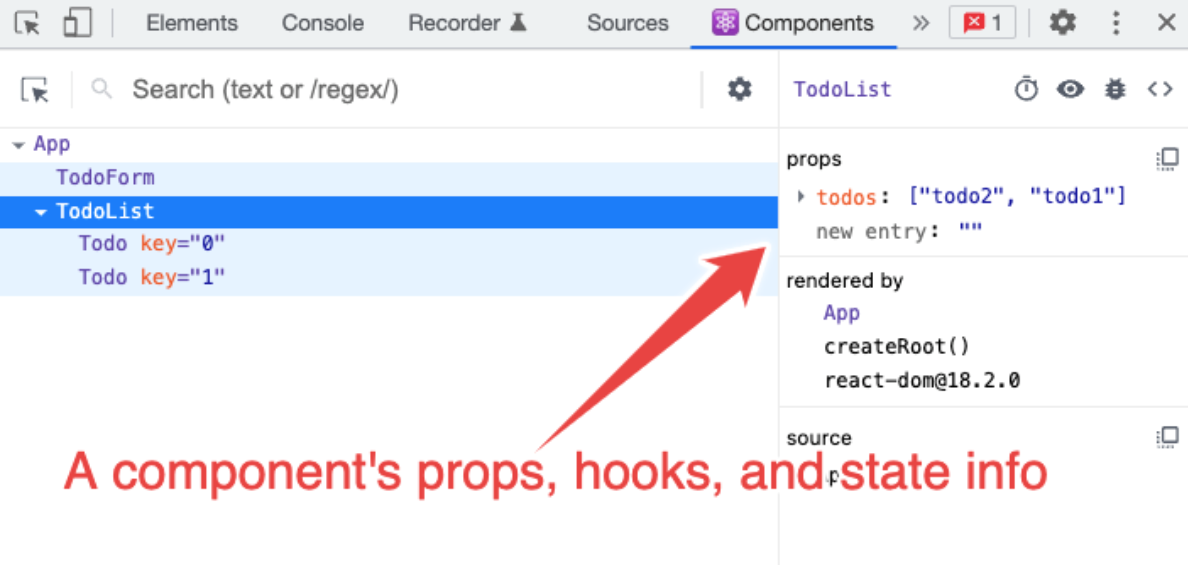 Elements Console Recorder Sources Components » 1
Search (text or /regex/)
TodoList
App
TodoForm
TodoList
Todo key="0"
Todo key="1"
props
todos: ["todo2", "todo1"]
new entry: ""
rendered by
App
createRoot()
react-dom@18.2.0
source
A component's props, hooks, and state info